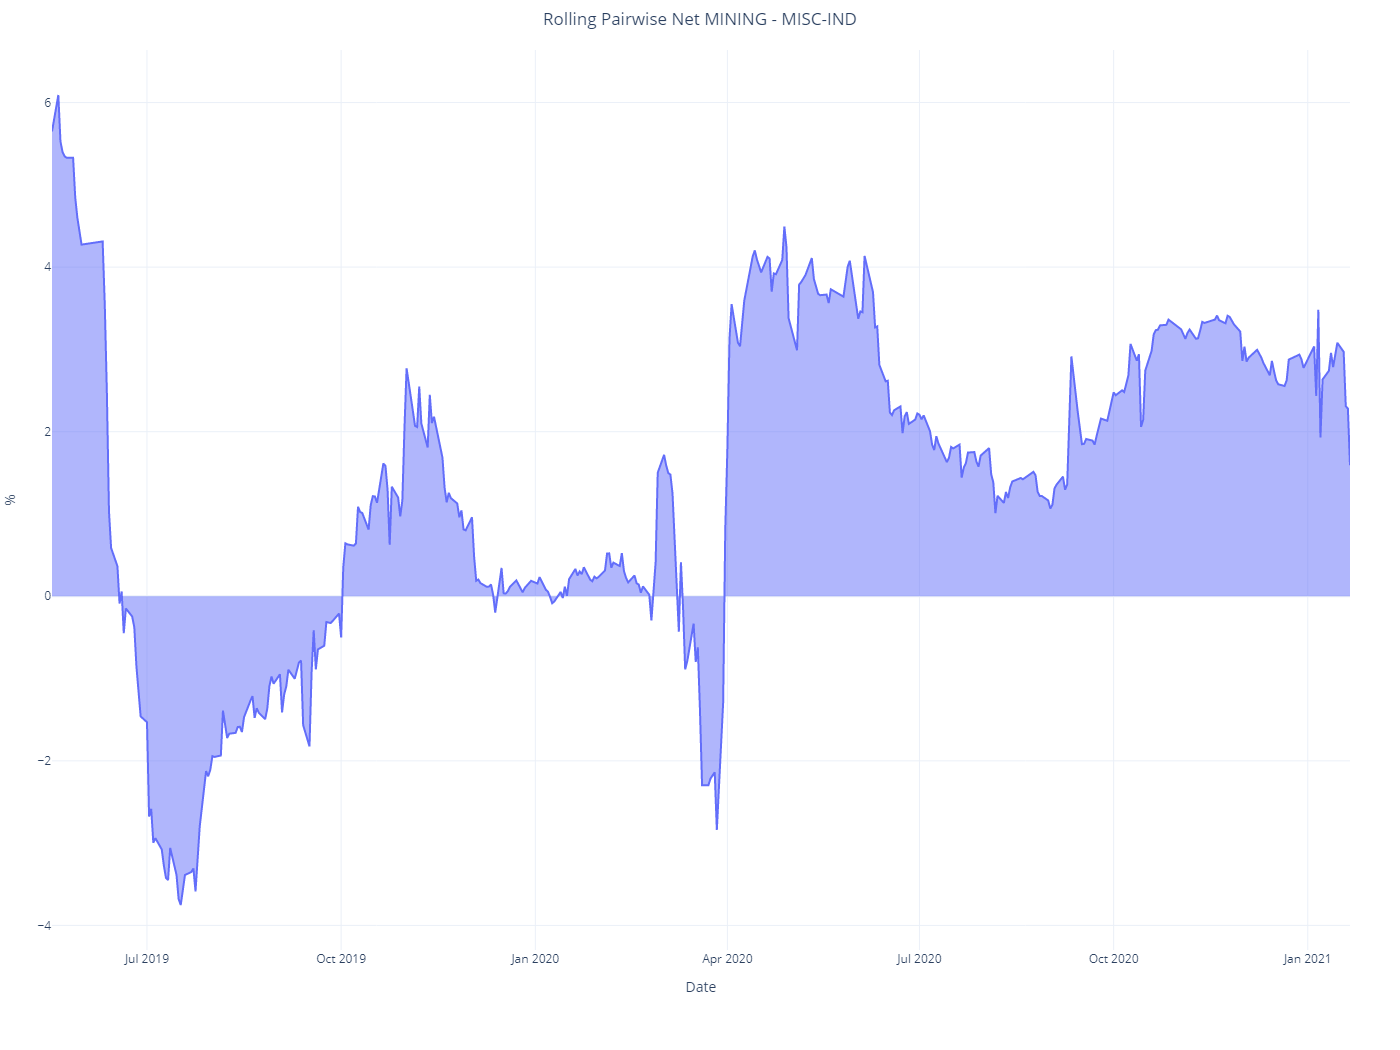 Rolling Pairwise Net MINING - MISC-IND
6
4
2
0
−2
−4
%
Jul 2019
Oct 2019
Jan 2020
Apr 2020
Jul 2020
Oct 2020
Jan 2021
Date